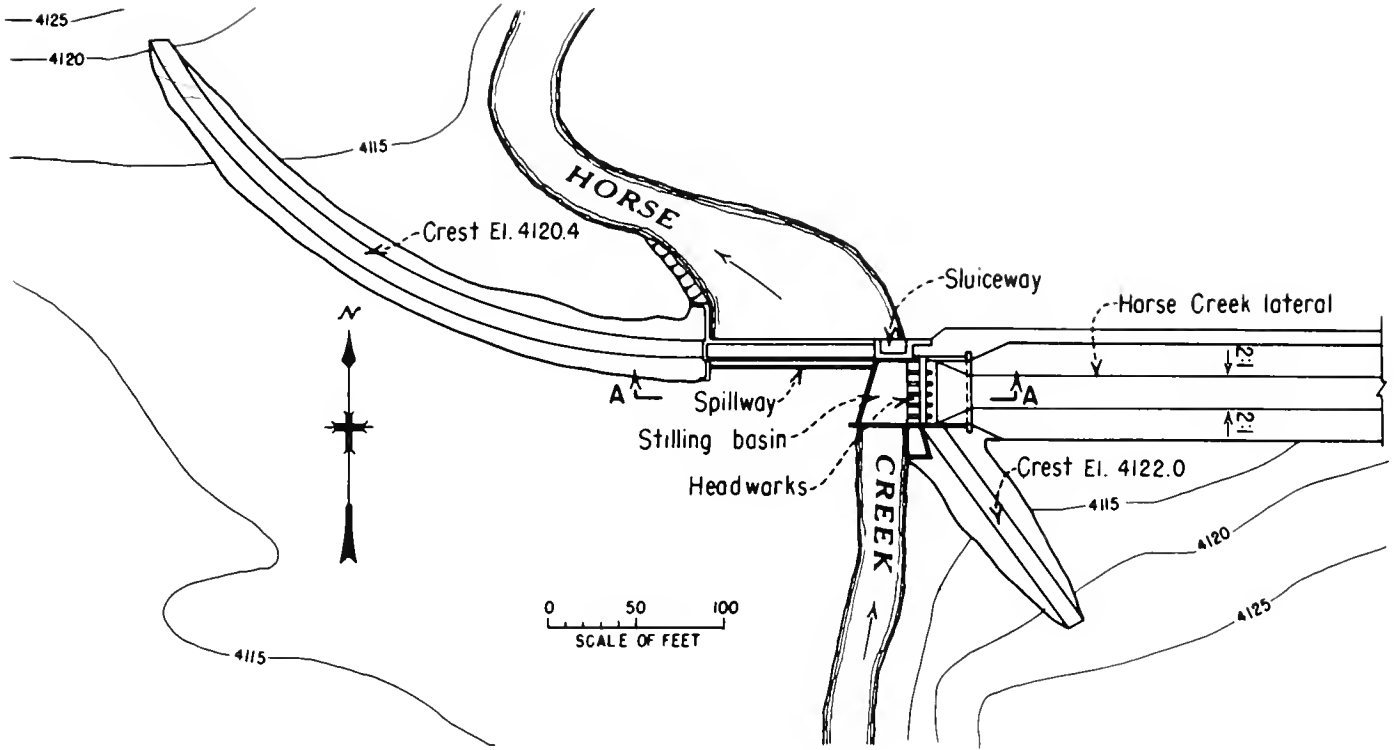 4125
4120
4115
HORSE
Crest El. 4120.4
Sluiceway
Horse Creek lateral
N
2:1
A
A
Spillway
2:1
Stilling basin
Crest El. 4122.0
Headwarks
CREEK
4115
4120
0 50 100
SCALE OF FEET
4125
4115